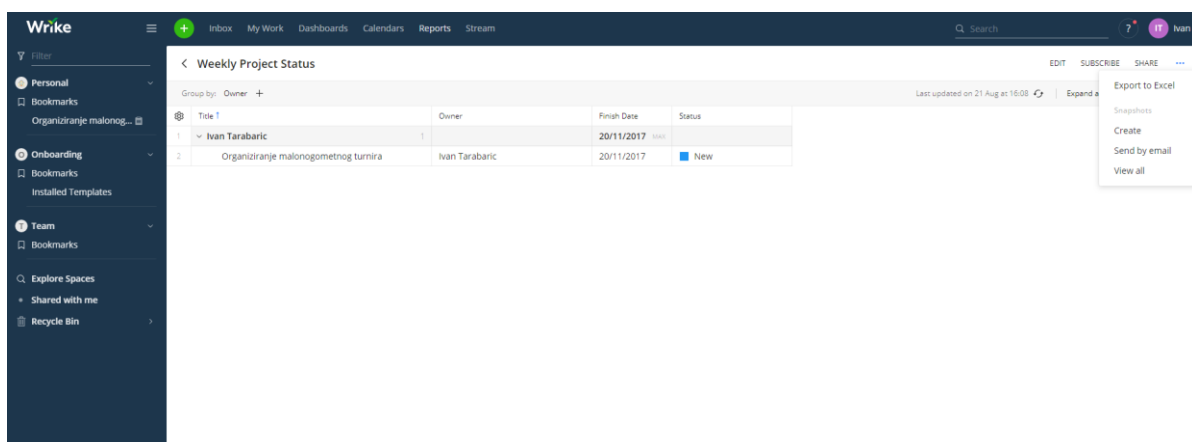 Wrike
Inbox My Work Dashboards Calendars Reports Stream
Search
? IT Ivan
Filter
Personal
Bookmarks
Organiziranje malonog...
Onboarding
Bookmarks
Installed Templates
T Team
Bookmarks
Explore Spaces
Shared with me
Recycle Bin
Weekly Project Status
EDIT SUBSCRIBE SHARE ...
Group by: Owner +
Last updated on 21 Aug at 16:08 Expand a
Title Owner Finish Date Status
1 Ivan Tarabaric 1 20/11/2017 MAX
2 Organiziranje malonogometnog turnira Ivan Tarabaric 20/11/2017 New
Export to Excel
Snapshots
Create
Send by email
View all